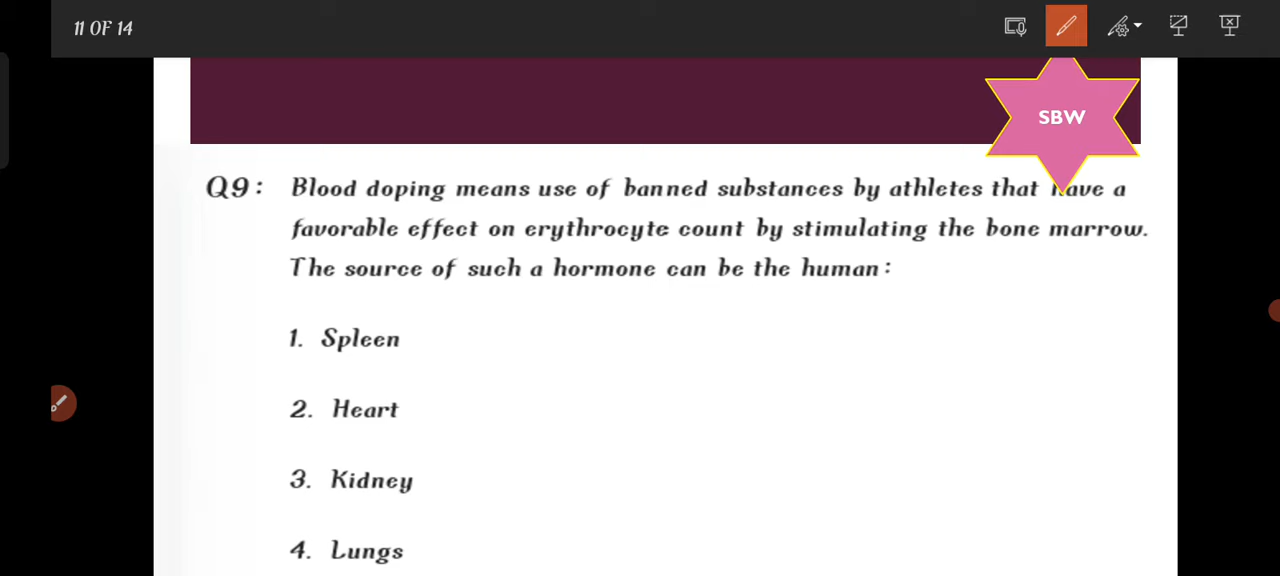 11 OF 14
SBW
Q9: Blood doping means use of banned substances by athletes that have a
favorable effect on erythrocyte count by stimulating the bone marrow.
The source of such a hormone can be the human:
1. Spleen
2. Heart
3. Kidney
4. Lungs